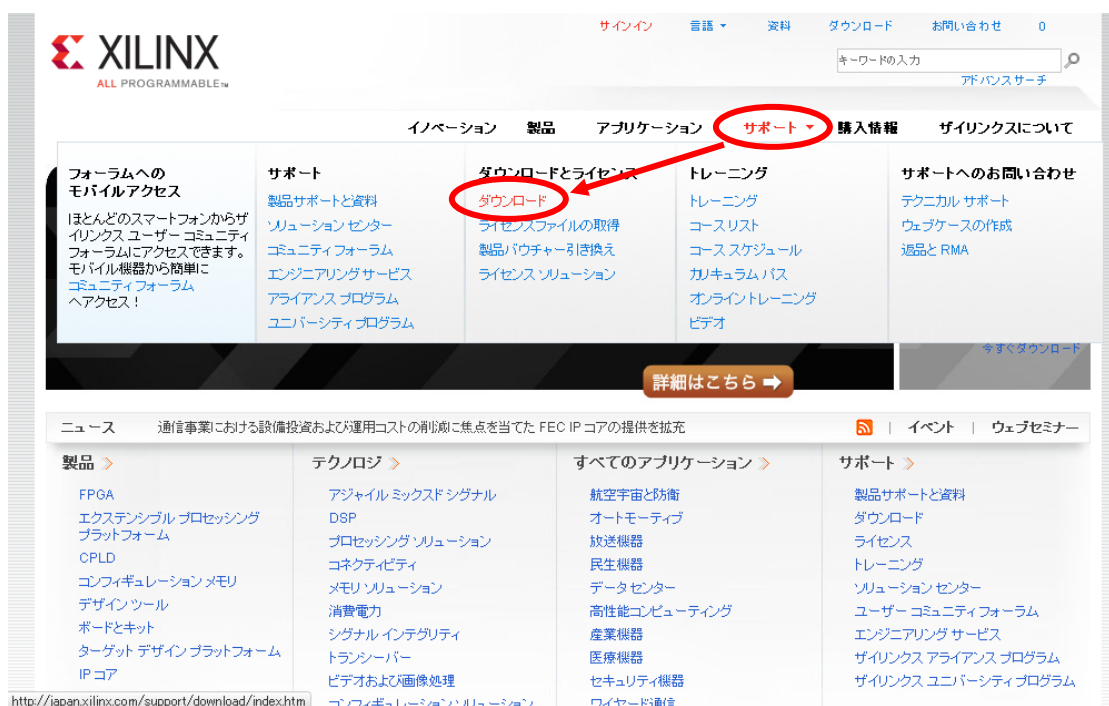 サインイン 言語 資料 ダウンロード お問い合わせ 0
XILINX
ALL PROGRAMMABLE™
キーワードの入力
アドバンス サーチ
イノベーション 製品 アプリケーション サポート 購入情報 ザイリンクスについて
フォーラムへの
モバイルアクセス
ほとんどのスマートフォンからザ
イリンクス ユーザー コミュニティ
フォーラムにアクセスできます。
モバイル機器から簡単に
コミュニティ フォーラム
へアクセス！
サポート
製品サポートと資料
ソリューション センター
コミュニティ フォーラム
エンジニアリング サービス
アライアンス プログラム
ユニバーシティ プログラム
ダウンロードとライセンス
ダウンロード
ライセンスファイルの取得
製品バウチャー引き換え
ライセンス ソリューション
トレーニング
トレーニング
コース リスト
コース スケジュール
カリキュラム パス
オンライン トレーニング
ビデオ
サポートへのお問い合わせ
テクニカル サポート
ウェブケースの作成
返品と RMA
今すぐダウンロード
詳細はこちら
ニュース 通信事業における設備投資および運用コストの削減に焦点を当てた FEC IP コアの提供を拡充 | イベント | ウェブセミナー
製品
FPGA
エクステンシブル プロセッシング
プラットフォーム
CPLD
コンフィギュレーション メモリ
デザイン ツール
ボードとキット
ターゲット デザイン プラットフォーム
IP コア
テクノロジ
アジャイル ミックスド シグナル
DSP
プロセッシング ソリューション
コネクティビティ
メモリ ソリューション
消費電力
シグナル インテグリティ
トランシーバー
ビデオおよび画像処理
コンフィギュレーション ソリューション
すべてのアプリケーション
航空宇宙と防衛
オートモーティブ
放送機器
民生機器
データ センター
高性能コンピューティング
産業機器
医療機器
セキュリティ機器
ワイヤード通信
サポート
製品サポートと資料
ダウンロード
ライセンス
トレーニング
ソリューション センター
ユーザー コミュニティ フォーラム
エンジニアリング サービス
ザイリンクス アライアンス プログラム
ザイリンクス ユニバーシティ プログラム
http://japan.xilinx.com/support/download/index.htm